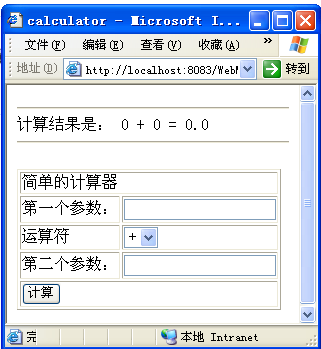 calculator - Microsoft I...
文件(F) 编辑(E) 查看(V) 收藏(A) »
地址(D) http://localhost:8083/WebM 转到
计算结果是： 0 + 0 = 0.0
简单的计算器
第一个参数：
运算符 +
第二个参数：
计算
完 本地 Intranet